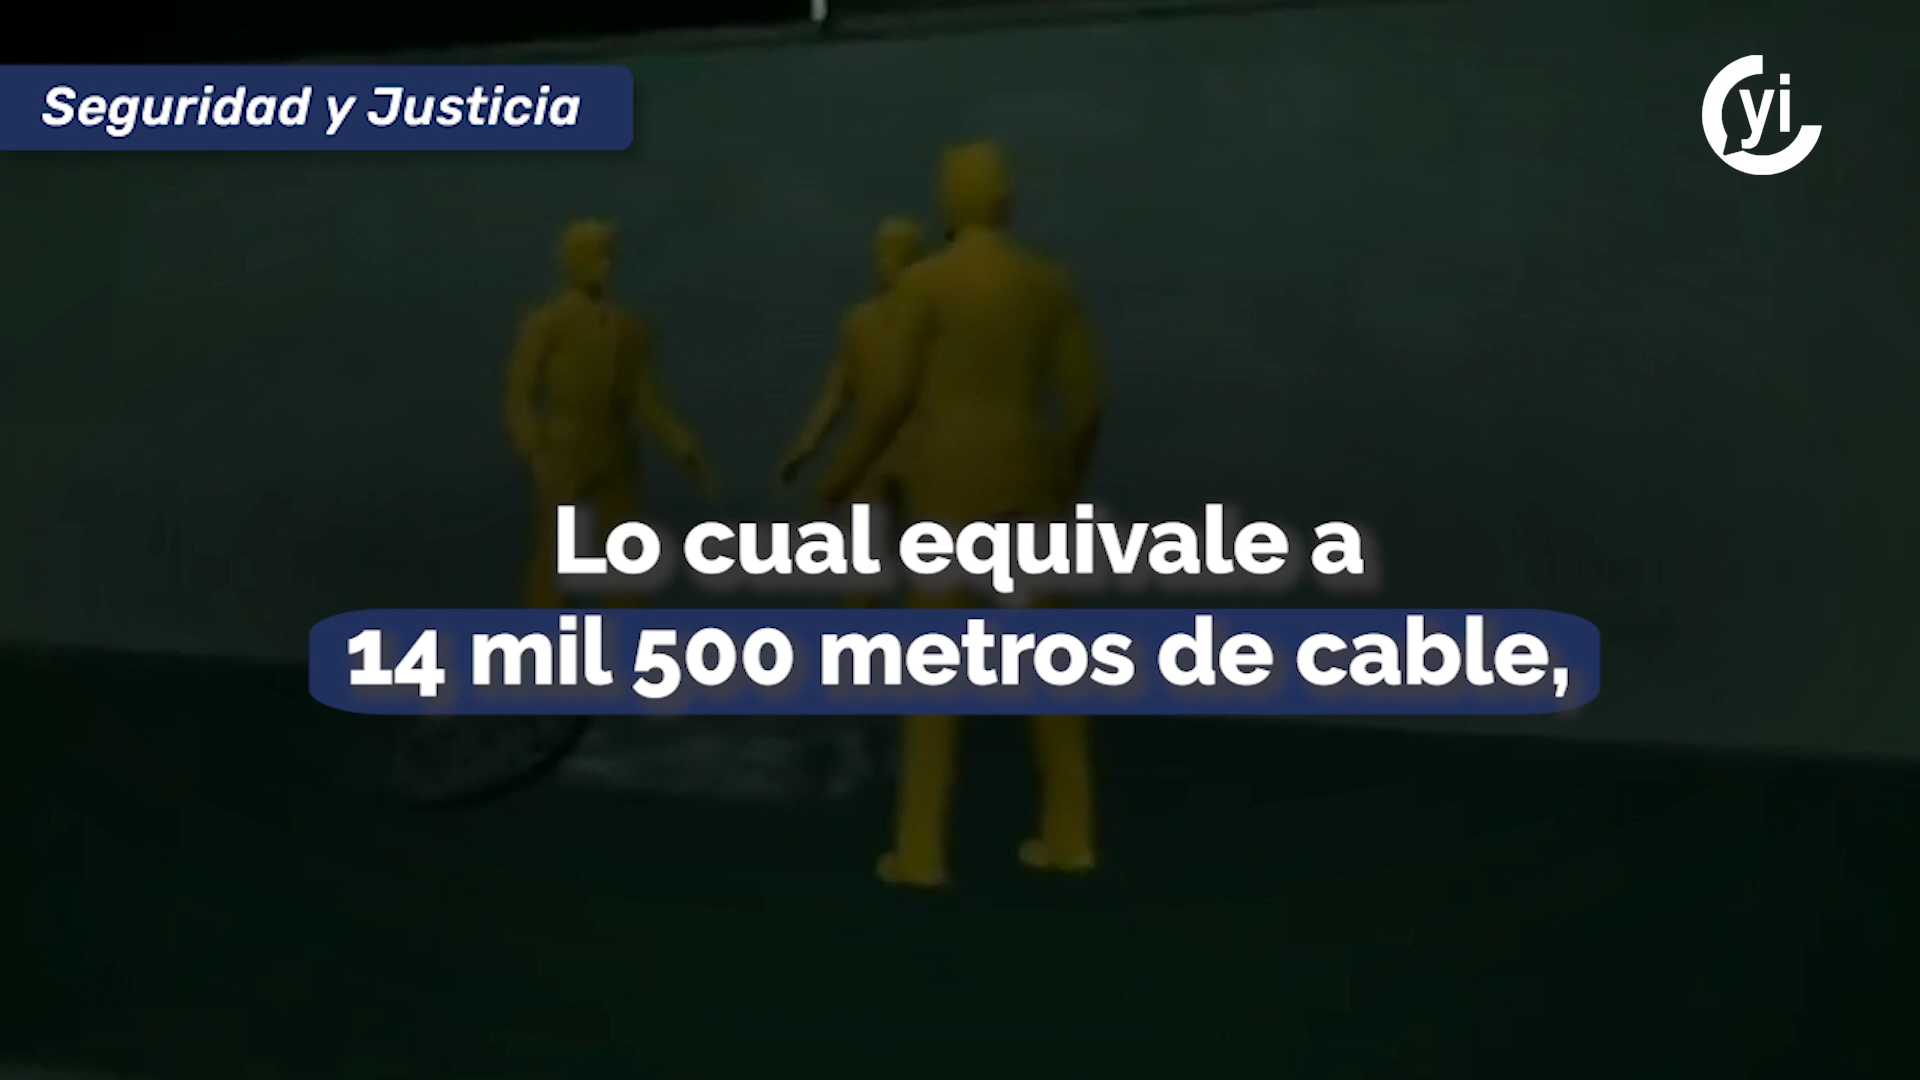 Seguridad y Justicia
yi
Lo cual equivale a
14 mil 500 metros de cable,